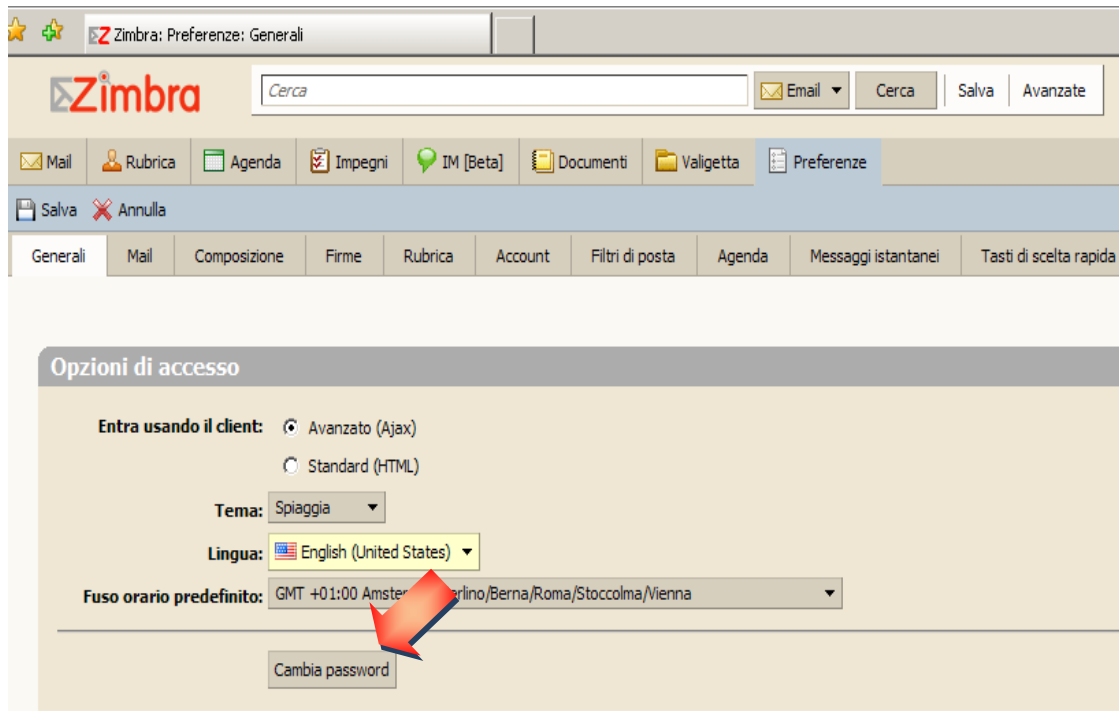 Zimbra: Preferenze: Generali
Zimbra Cerca Email Cerca Salva Avanzate
Mail Rubrica Agenda Impegni IM [Beta] Documenti Valigetta Preferenze
Salva Annulla
Generali Mail Composizione Firme Rubrica Account Filtri di posta Agenda Messaggi istantanei Tasti di scelta rapida
Opzioni di accesso
Entra usando il client: Avanzato (Ajax)
Standard (HTML)
Tema: Spiaggia
Lingua: English (United States)
Fuso orario predefinito: GMT +01:00 /Berna/Roma/Stoccolma/Vienna
Cambia password